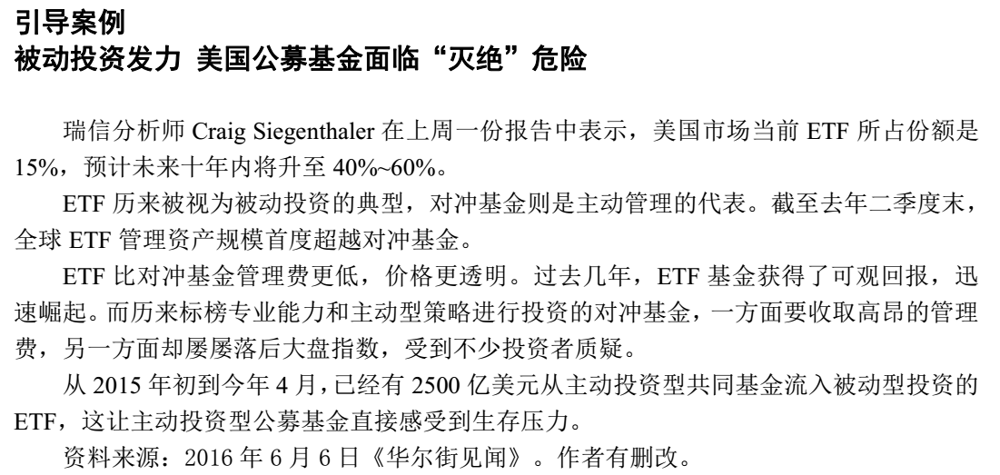 引导案例
被动投资发力 美国公募基金面临“灭绝”危险
瑞信分析师 Craig Siegenthaler 在上周一份报告中表示，美国市场当前 ETF 所占份额是
15%，预计未来十年内将升至 40%~60%。
ETF 历来被视为被动投资的典型，对冲基金则是主动管理的代表。截至去年二季度末，
全球 ETF 管理资产规模首度超越对冲基金。
ETF 比对冲基金管理费更低，价格更透明。过去几年，ETF 基金获得了可观回报，迅
速崛起。而历来标榜专业能力和主动型策略进行投资的对冲基金，一方面要收取高昂的管理
费，另一方面却屡屡落后大盘指数，受到不少投资者质疑。
从 2015 年初到今年 4 月，已经有 2500 亿美元从主动投资型共同基金流入被动型投资的
ETF，这让主动投资型公募基金直接感受到生存压力。
资料来源：2016 年 6 月 6 日《华尔街见闻》。作者有删改。